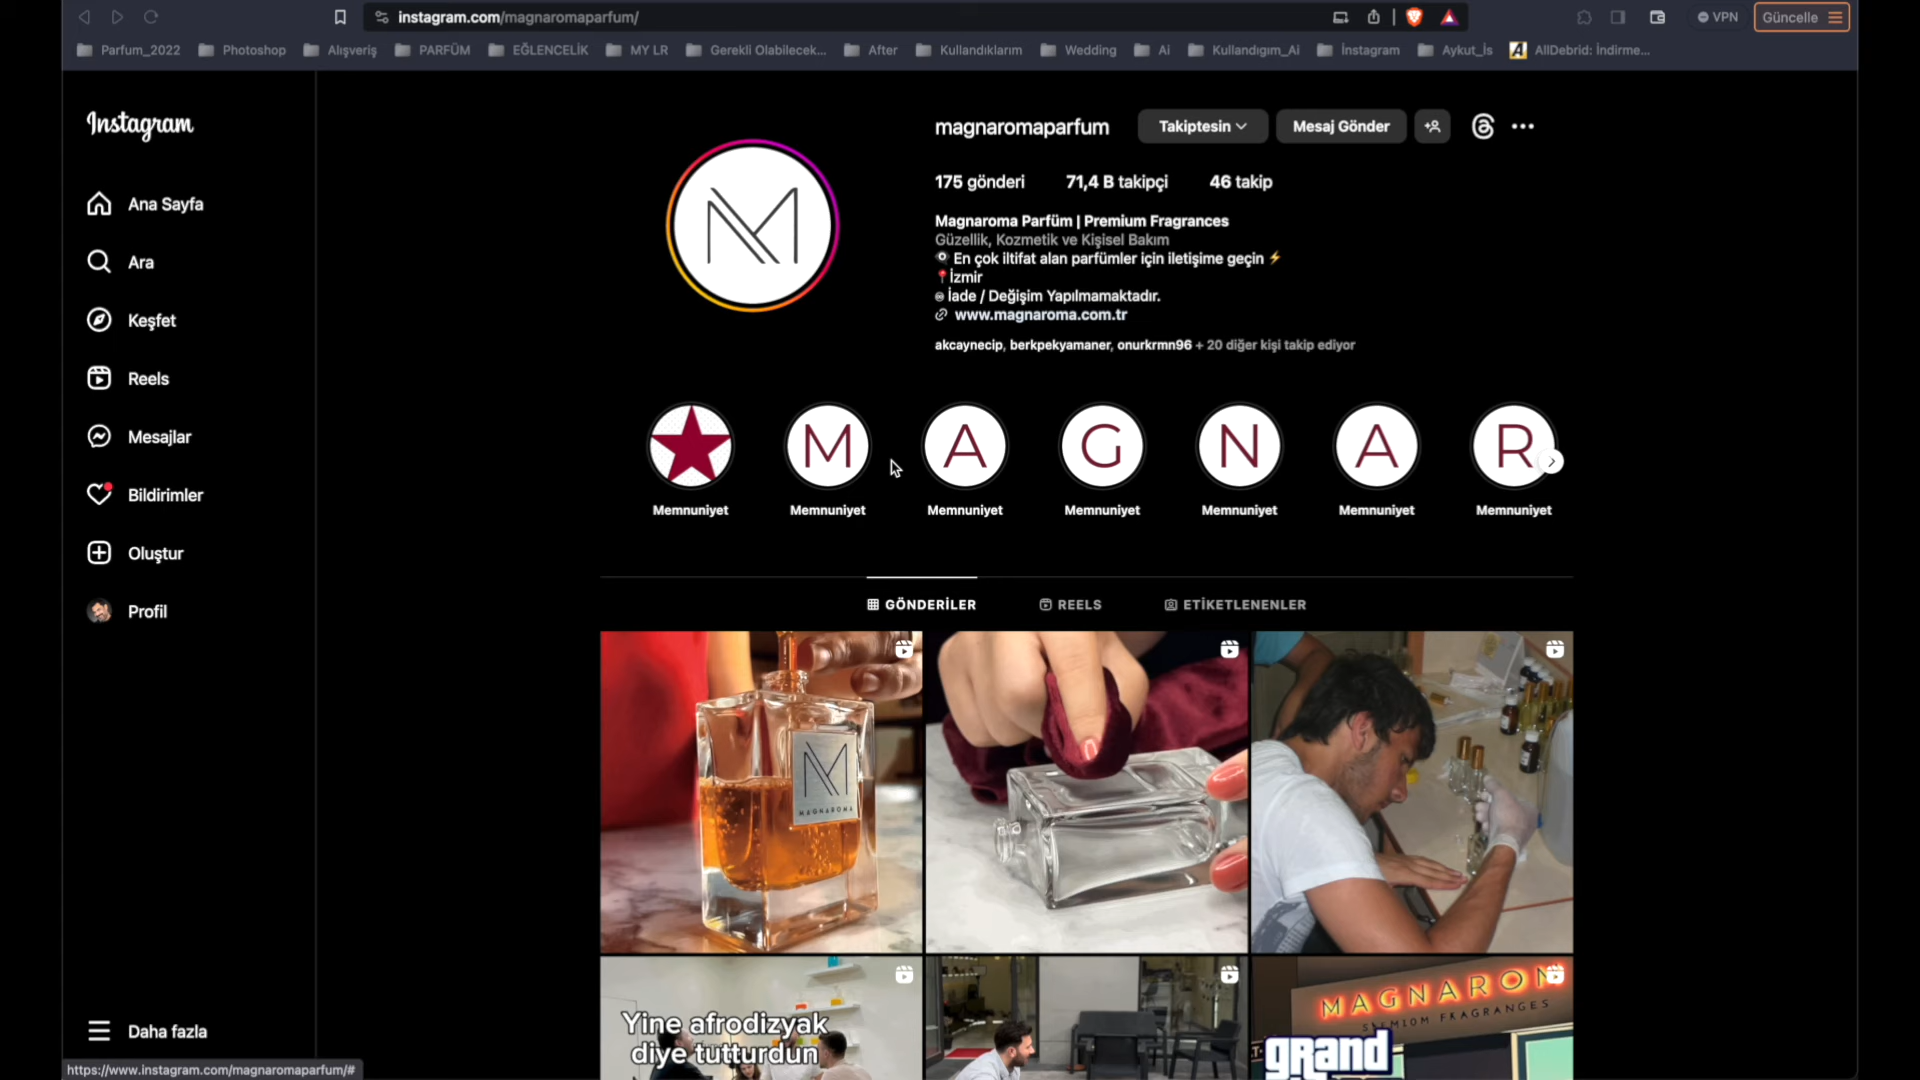 instagram.com/magnaromaparfum/
VPN
Güncelle
Parfum_2022
Photoshop
Alışveriş
PARFÜM
EĞLENCELİK
MY LR
Gerekli Olabilecek...
After
Kullandıklarım
Wedding
Ai
Kullandıgım_Ai
İnstagram
Aykut_İs
AllDebrid: İndirme...
Instagram
Ana Sayfa
Ara
Keşfet
Reels
Mesajlar
Bildirimler
Oluştur
Profil
Daha fazla
https://www.instagram.com/magnaromaparfum/#
magnaromaparfum
Takiptesin
Mesaj Gönder
175 gönderi
71,4 B takipçi
46 takip
Magnaroma Parfüm | Premium Fragrances
Güzellik, Kozmetik ve Kişisel Bakım
En çok iltifat alan parfümler için iletişime geçin ⚡
📍İzmir
İade / Değişim Yapılmamaktadır.
www.magnaroma.com.tr
akcaynecip, berkpekyamaner, onurkrmn96 + 20 diğer kişi takip ediyor
M
A
G
N
A
R
Memnuniyet
Memnuniyet
Memnuniyet
Memnuniyet
Memnuniyet
Memnuniyet
Memnuniyet
GÖNDERİLER
REELS
ETİKETLENENLER
MAGNAROMA
Yine afrodizyak
diye tutturdun
MAGNAROM
FRAGRANCES
grand